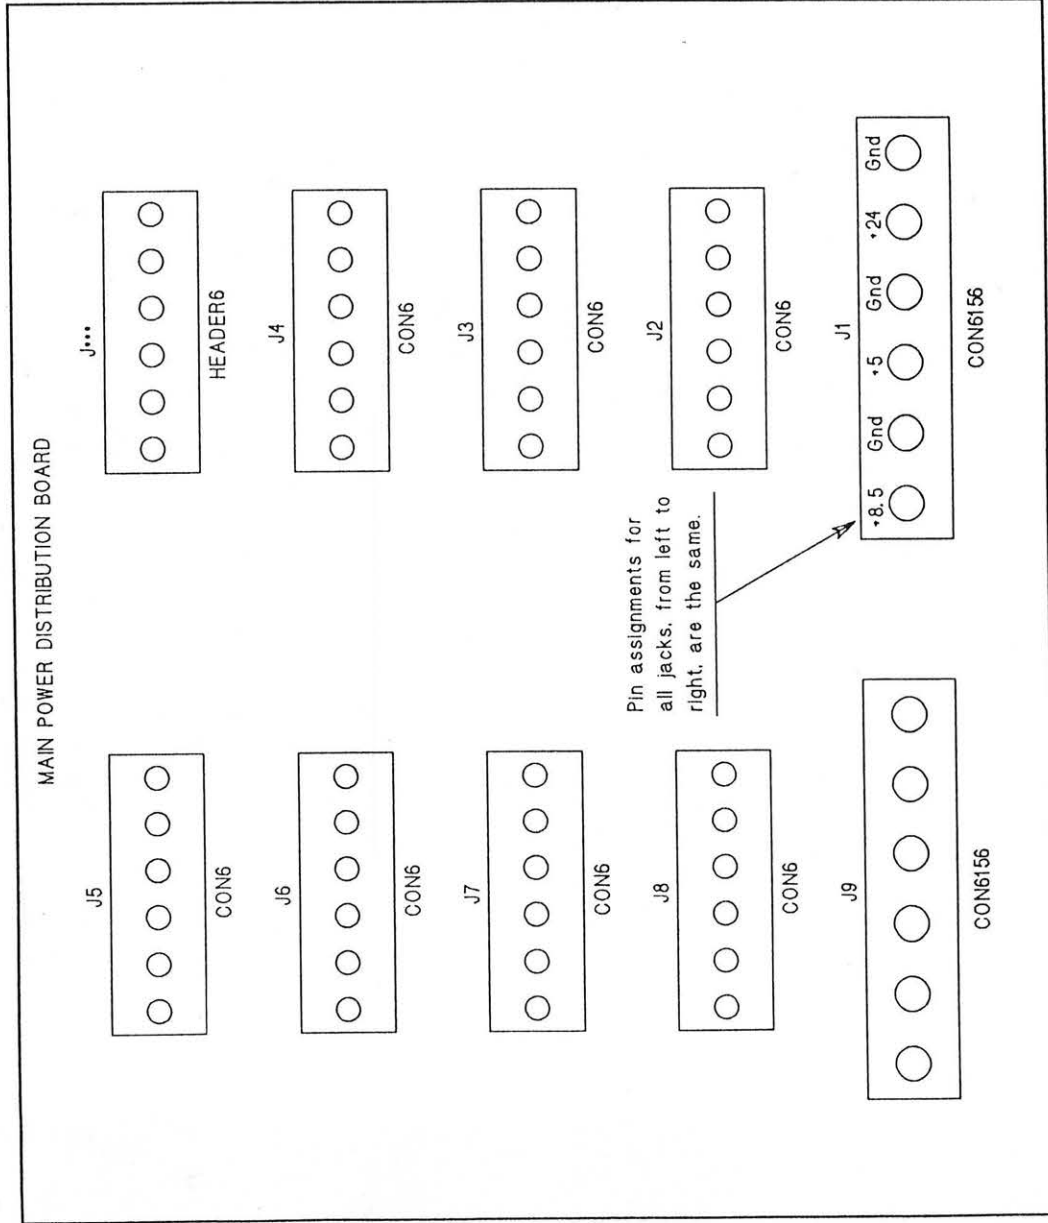 MAIN POWER DISTRIBUTION BOARD
J5
CON6
J•••
HEADER6
J6
CON6
J4
CON6
J7
CON6
J3
CON6
J8
CON6
J2
CON6
Pin assignments for
all jacks, from left to
right, are the same.
J9
CON6156
J1
+8.5 Gnd +5 Gnd +24 Gnd
CON6156